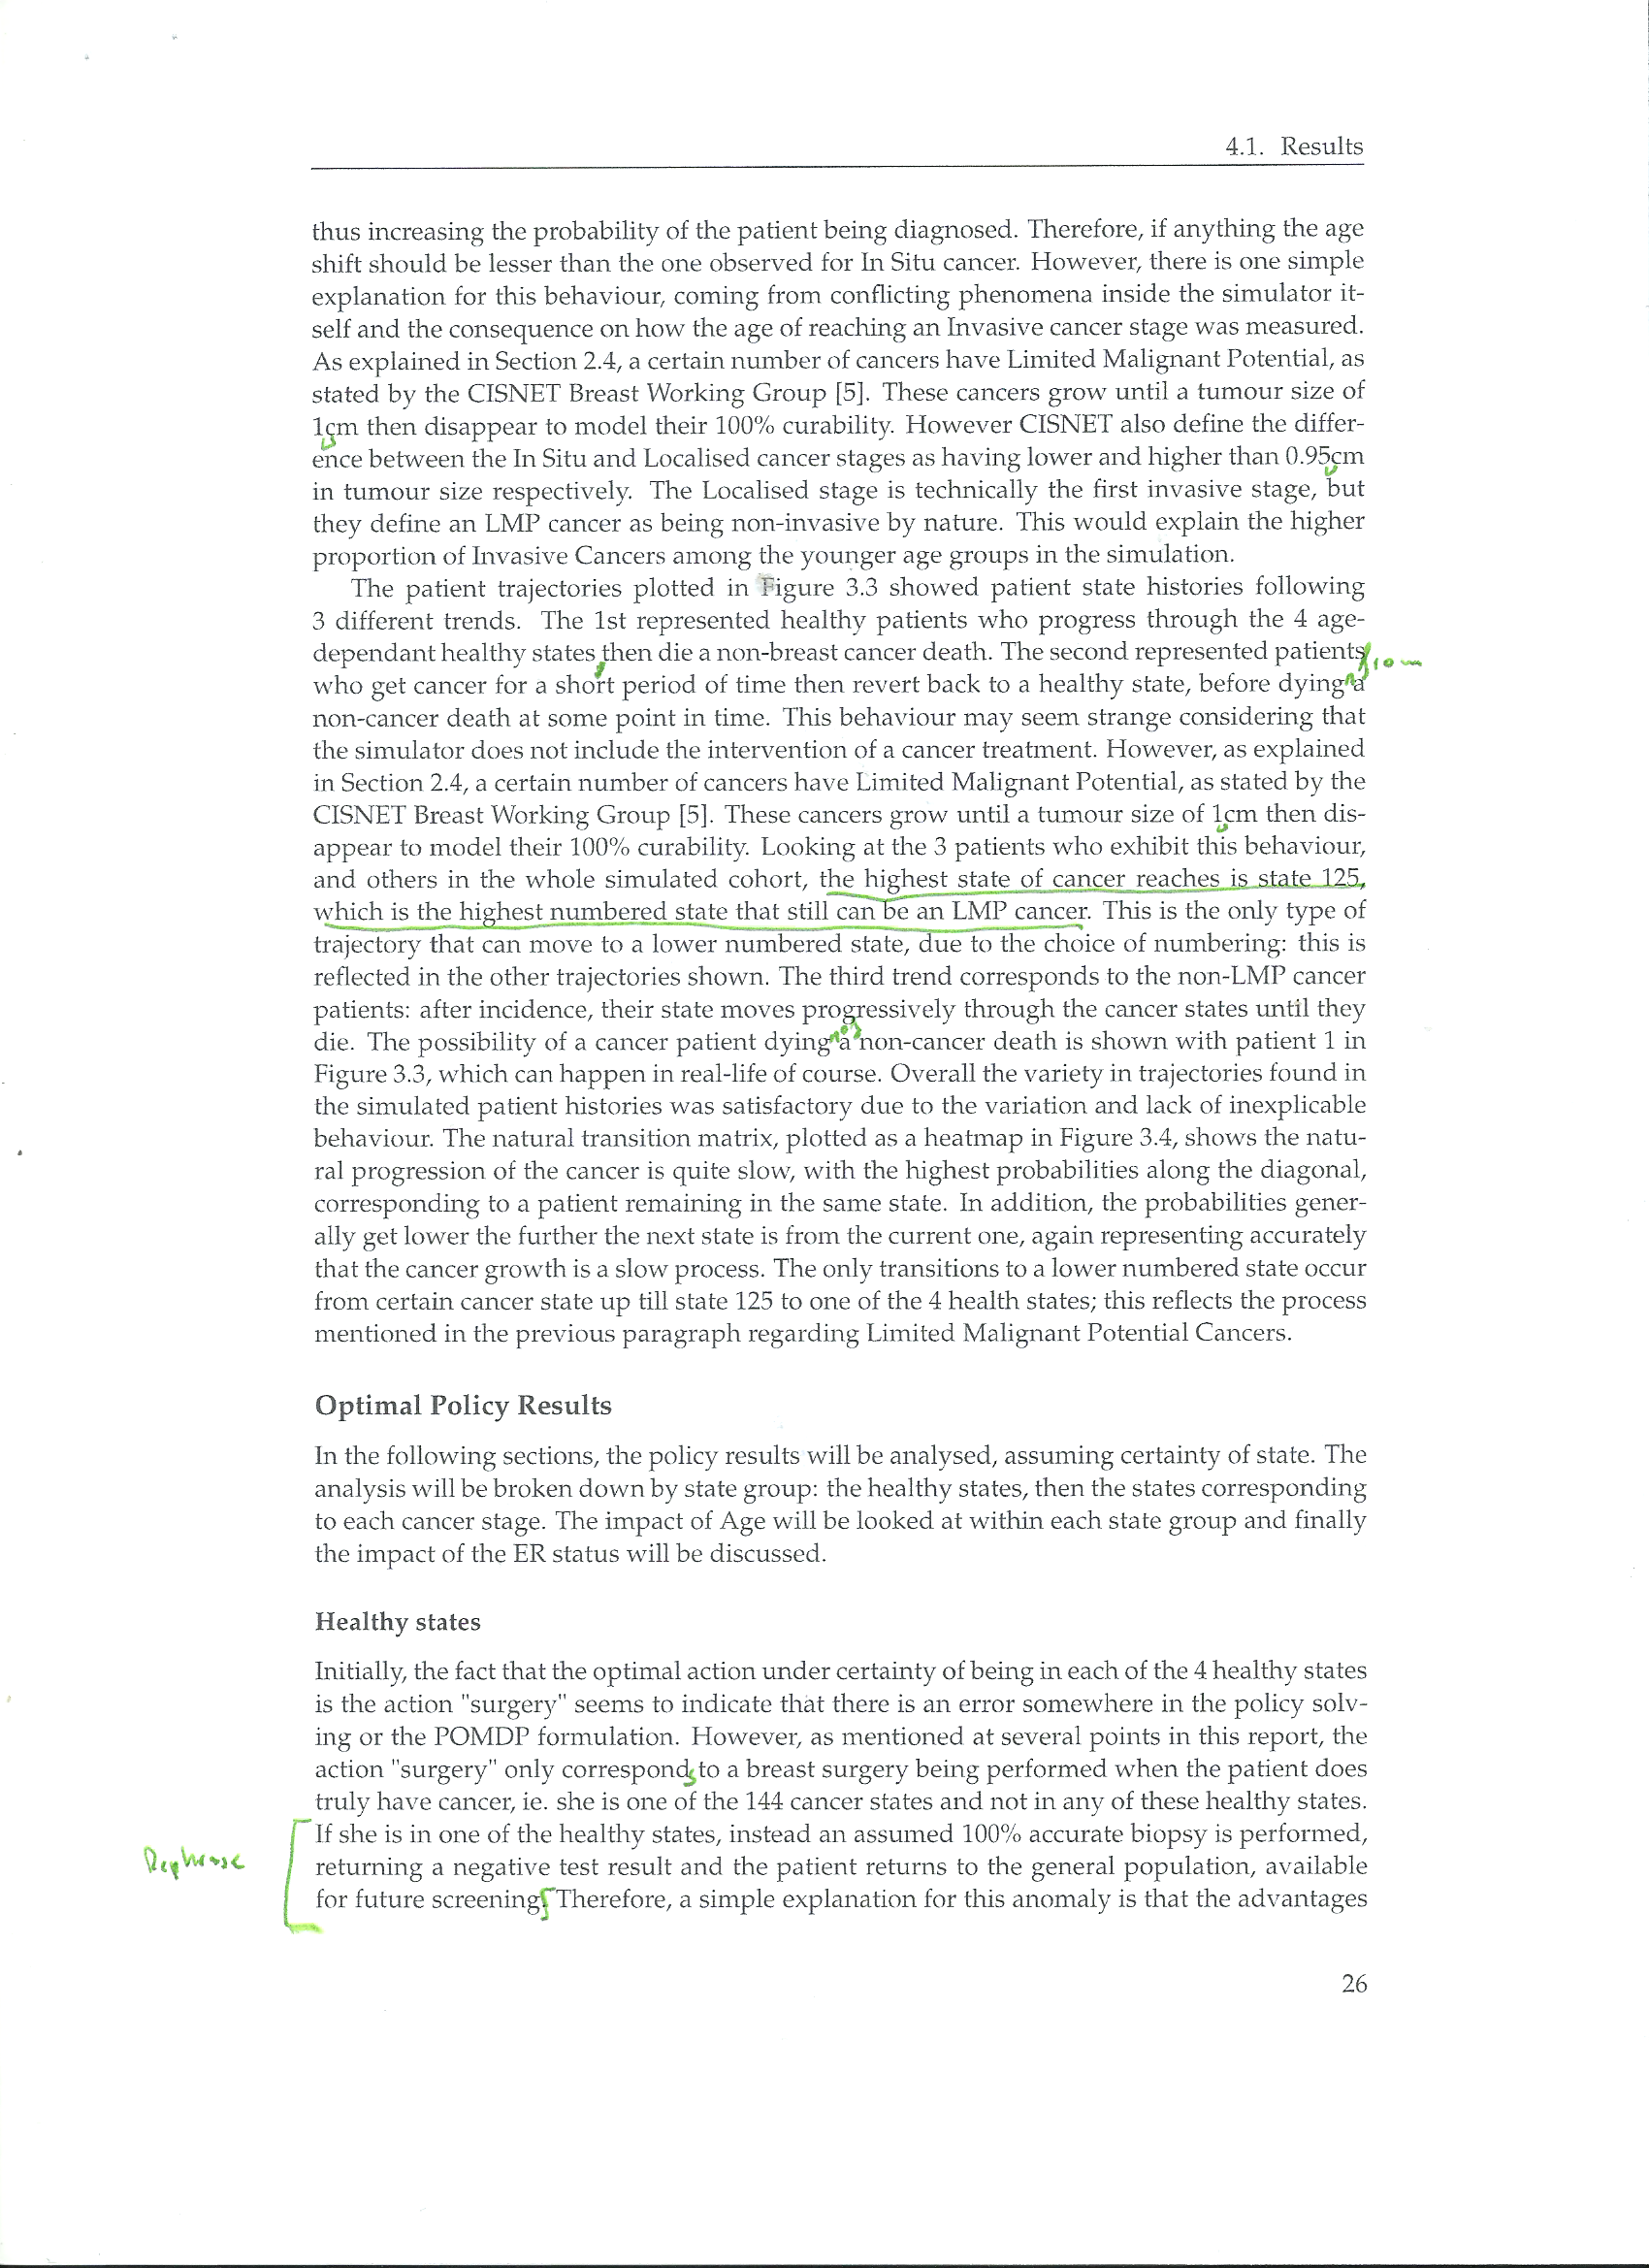 4.1. Results
thus increasing the probability of the patient being diagnosed. Therefore, if anything the age
shift should be lesser than the one observed for In Situ cancer. However, there is one simple
explanation for this behaviour, coming from conflicting phenomena inside the simulator it-
self and the consequence on how the age of reaching an Invasive cancer stage was measured.
As explained in Section 2.4, a certain number of cancers have Limited Malignant Potential, as
stated by the CISNET Breast Working Group [5]. These cancers grow until a tumour size of
1cm then disappear to model their 100% curability. However CISNET also define the differ-
ence between the In Situ and Localised cancer stages as having lower and higher than 0.95cm
in tumour size respectively. The Localised stage is technically the first invasive stage, but
they define an LMP cancer as being non-invasive by nature. This would explain the higher
proportion of Invasive Cancers among the younger age groups in the simulation.
The patient trajectories plotted in Figure 3.3 showed patient state histories following
3 different trends. The 1st represented healthy patients who progress through the 4 age-
dependant healthy states, then die a non-breast cancer death. The second represented patients
from
who get cancer for a short period of time then revert back to a healthy state, before dying a
non-cancer death at some point in time. This behaviour may seem strange considering that
the simulator does not include the intervention of a cancer treatment. However, as explained
in Section 2.4, a certain number of cancers have Limited Malignant Potential, as stated by the
CISNET Breast Working Group [5]. These cancers grow until a tumour size of 1cm then dis-
appear to model their 100% curability. Looking at the 3 patients who exhibit this behaviour,
and others in the whole simulated cohort, the highest state of cancer reaches is state 125,
which is the highest numbered state that still can be an LMP cancer. This is the only type of
trajectory that can move to a lower numbered state, due to the choice of numbering: this is
reflected in the other trajectories shown. The third trend corresponds to the non-LMP cancer
patients: after incidence, their state moves progressively through the cancer states until they
die. The possibility of a cancer patient dying a non-cancer death is shown with patient 1 in
Figure 3.3, which can happen in real-life of course. Overall the variety in trajectories found in
the simulated patient histories was satisfactory due to the variation and lack of inexplicable
behaviour. The natural transition matrix, plotted as a heatmap in Figure 3.4, shows the natu-
ral progression of the cancer is quite slow, with the highest probabilities along the diagonal,
corresponding to a patient remaining in the same state. In addition, the probabilities gener-
ally get lower the further the next state is from the current one, again representing accurately
that the cancer growth is a slow process. The only transitions to a lower numbered state occur
from certain cancer state up till state 125 to one of the 4 health states; this reflects the process
mentioned in the previous paragraph regarding Limited Malignant Potential Cancers.
Optimal Policy Results
In the following sections, the policy results will be analysed, assuming certainty of state. The
analysis will be broken down by state group: the healthy states, then the states corresponding
to each cancer stage. The impact of Age will be looked at within each state group and finally
the impact of the ER status will be discussed.
Healthy states
Initially, the fact that the optimal action under certainty of being in each of the 4 healthy states
is the action "surgery" seems to indicate that there is an error somewhere in the policy solv-
ing or the POMDP formulation. However, as mentioned at several points in this report, the
action "surgery" only corresponds to a breast surgery being performed when the patient does
truly have cancer, ie. she is one of the 144 cancer states and not in any of these healthy states.
If she is in one of the healthy states, instead an assumed 100% accurate biopsy is performed,
Rephrase
returning a negative test result and the patient returns to the general population, available
for future screening. Therefore, a simple explanation for this anomaly is that the advantages
26